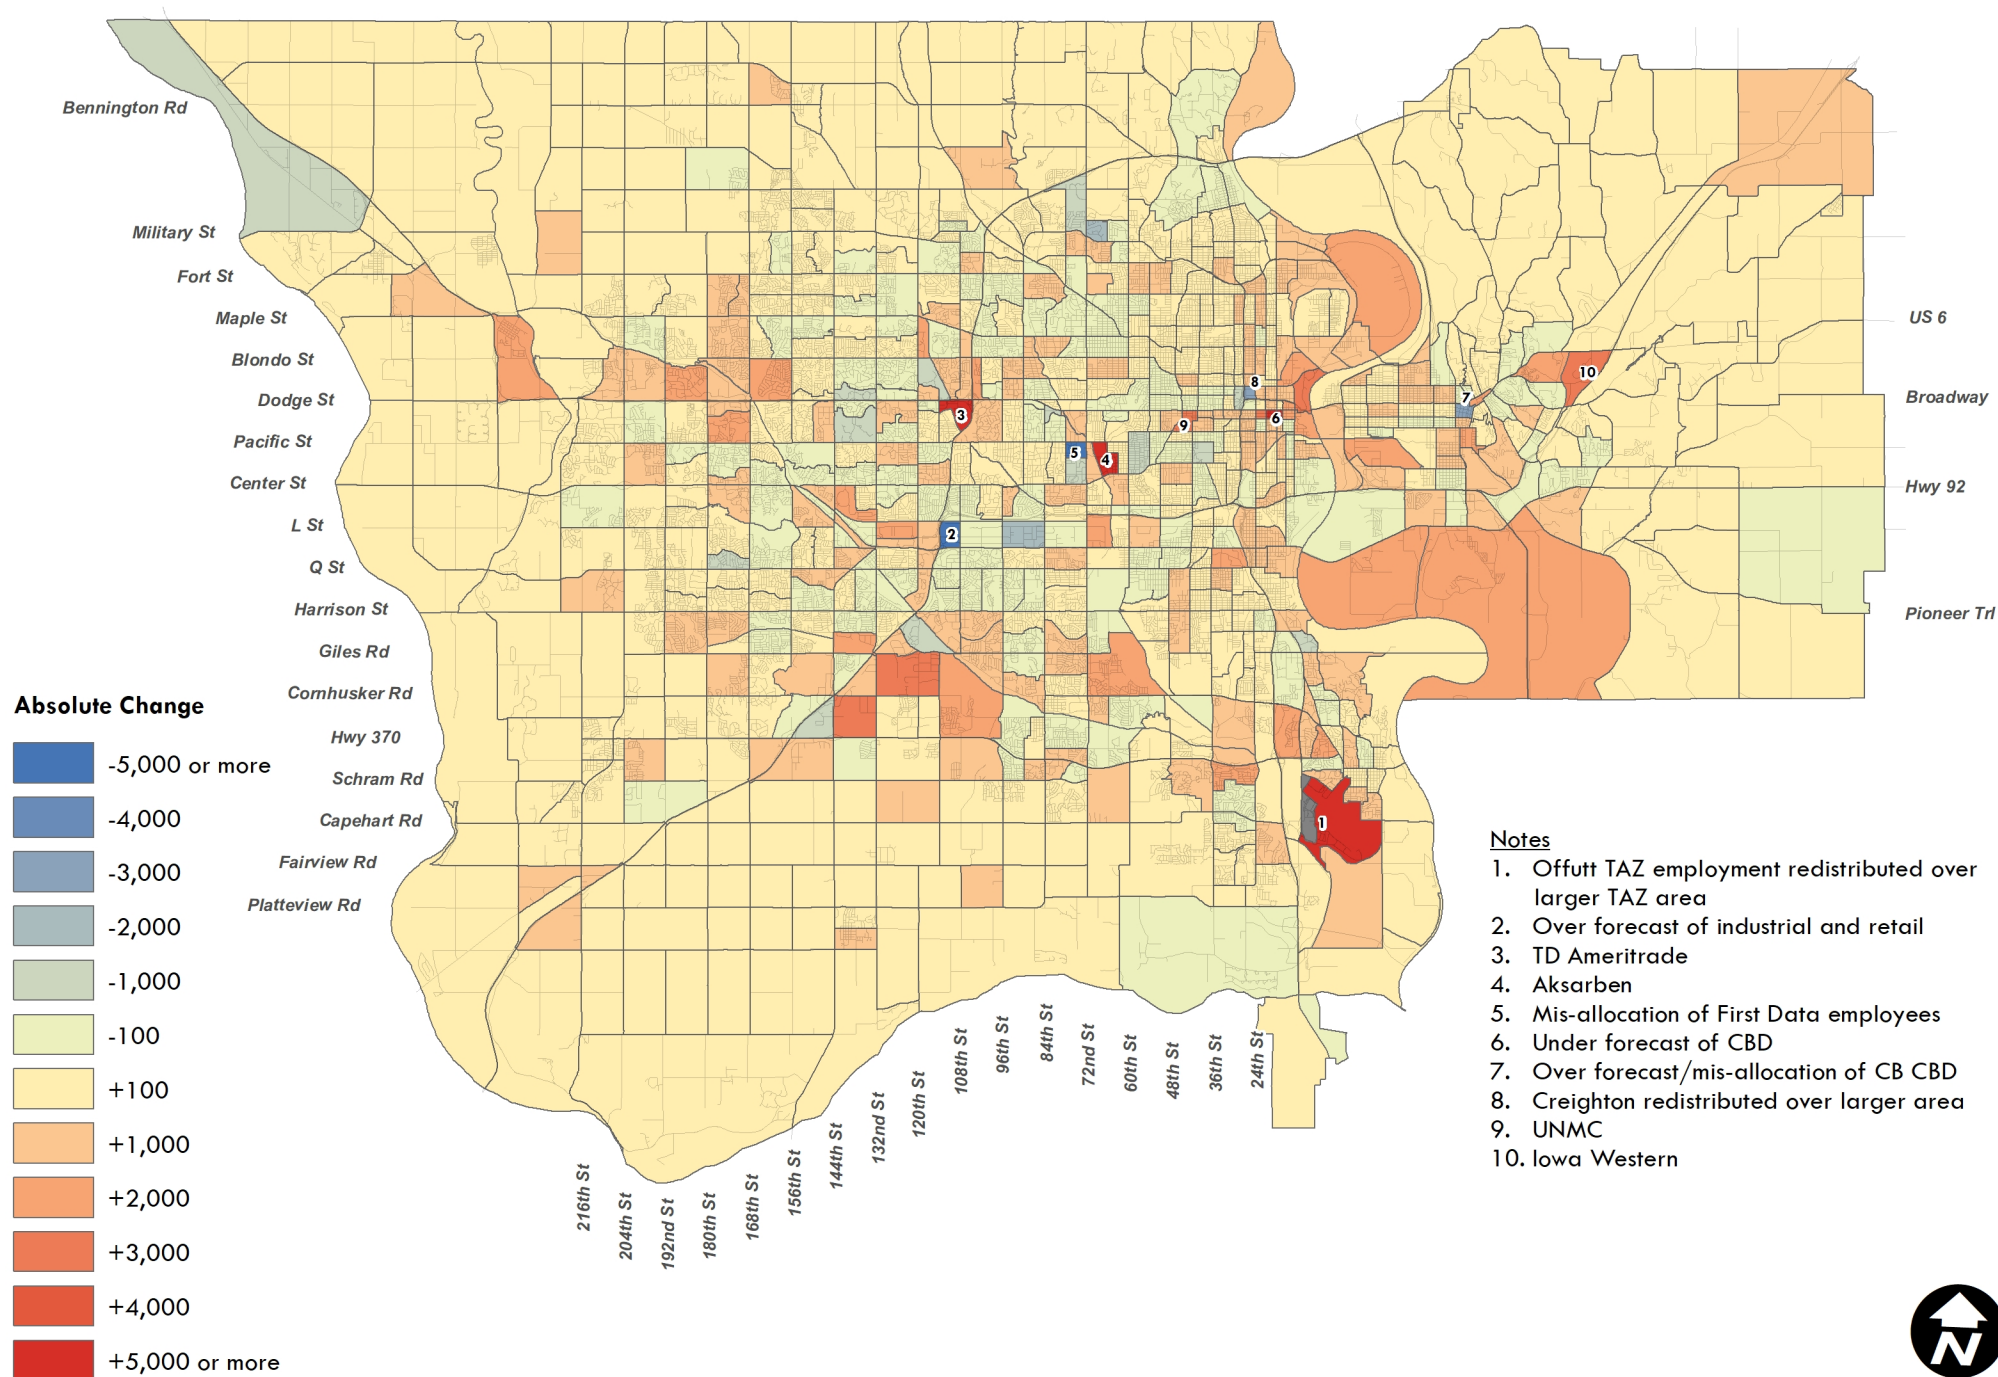 Bennington Rd
Military St
Fort St
Maple St
US 6
Blondo St
10
8
Dodge St
7
Broadway
3
6
9
Pacific St
5
4
Center St
Hwy 92
L St
2
Q St
Harrison St
Pioneer Trl
Giles Rd
Cornhusker Rd
Hwy 370
Schram Rd
Capehart Rd
1
Fairview Rd
Platteview Rd
Absolute Change
-5,000 or more
-4,000
-3,000
-2,000
-1,000
-100
+100
+1,000
+2,000
+3,000
+4,000
+5,000 or more
216th St
204th St
192nd St
180th St
168th St
156th St
144th St
132nd St
120th St
108th St
96th St
84th St
72nd St
60th St
48th St
36th St
24th St
Notes
1. Offutt TAZ employment redistributed over
larger TAZ area
2. Over forecast of industrial and retail
3. TD Ameritrade
4. Aksarben
5. Mis-allocation of First Data employees
6. Under forecast of CBD
7. Over forecast/mis-allocation of CB CBD
8. Creighton redistributed over larger area
9. UNMC
10. Iowa Western
N